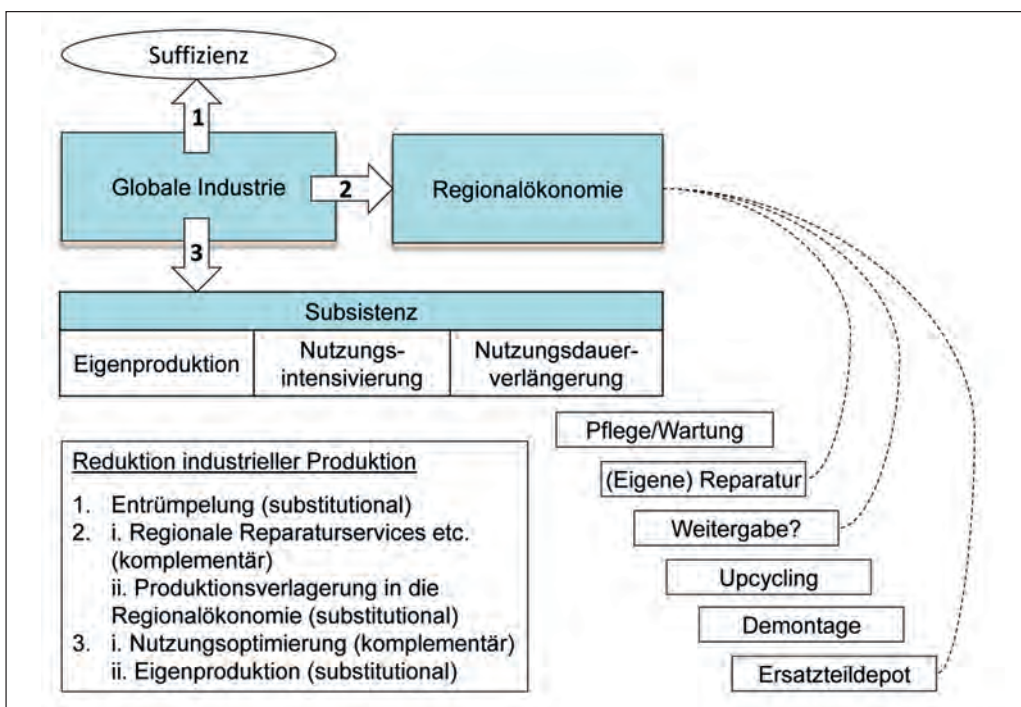 Suffizienz
1
Globale Industrie
2
Regionalökonomie
3
Subsistenz
Eigenproduktion
Nutzungs-
intensivierung
Nutzungsdauer-
verlängerung
Pflege/Wartung
(Eigene) Reparatur
Weitergabe?
Upcycling
Demontage
Ersatzteildepot
Reduktion industrieller Produktion
1. Entrümpelung (substitutional)
2. i. Regionale Reparaturservices etc.
(komplementär)
ii. Produktionsverlagerung in die
Regionalökonomie (substitutional)
3. i. Nutzungsoptimierung (komplementär)
ii. Eigenproduktion (substitutional)